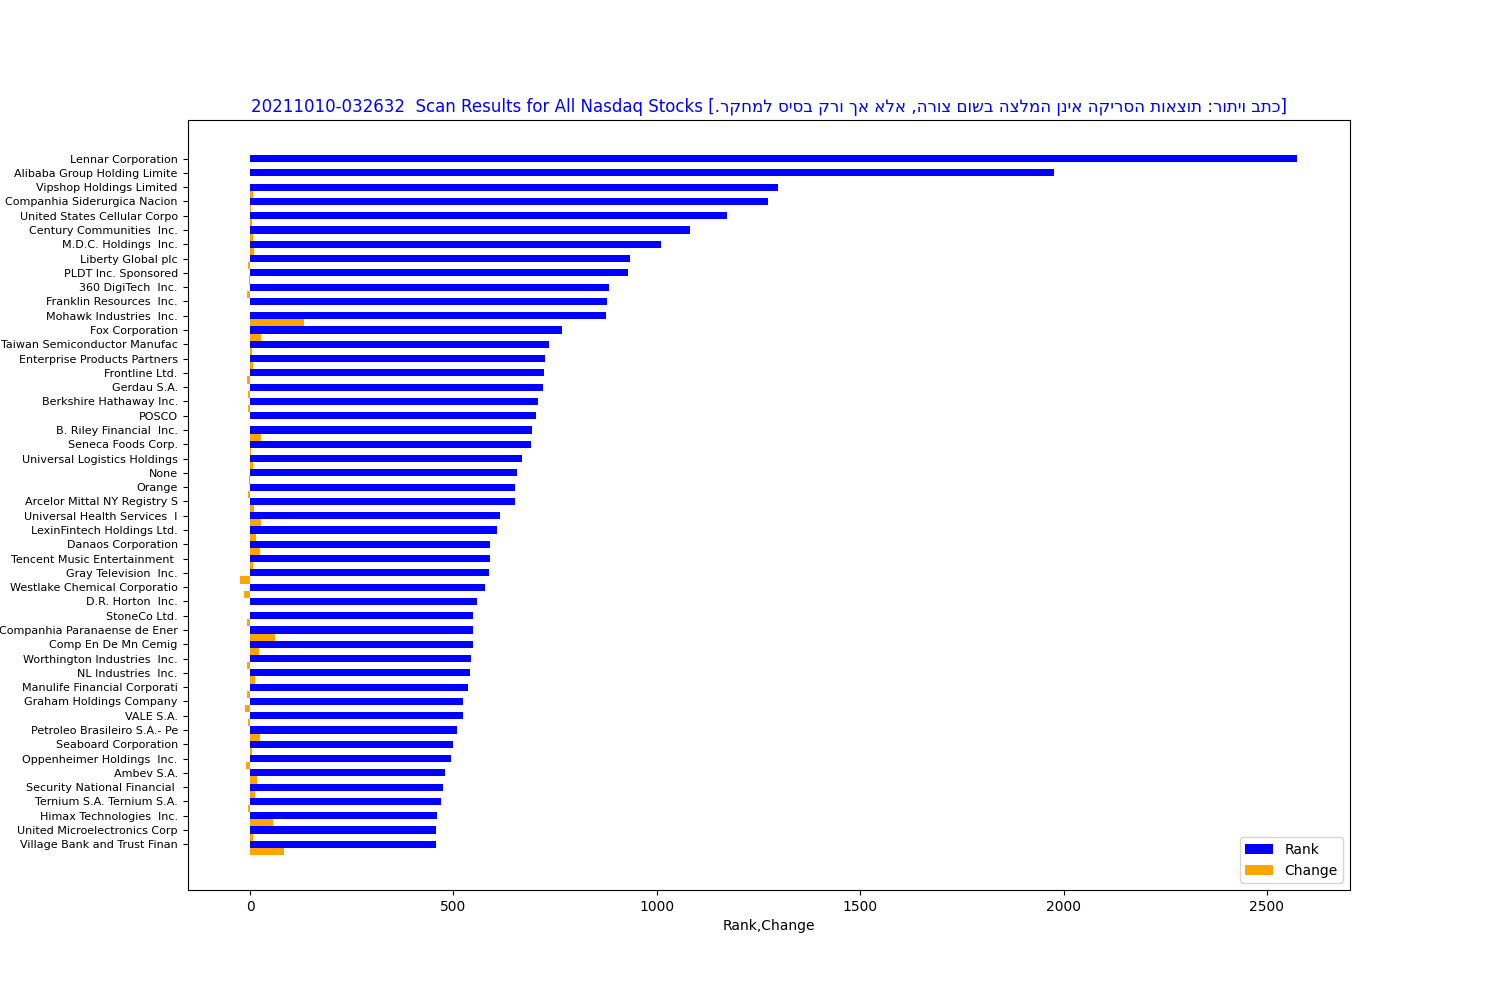 20211010-032632  Scan Results for All Nasdaq Stocks [כתב ויתור: תוצאות הסריקה אינן המלצה בשום צורה, אלא אך ורק בסיס למחקר.]
Lennar Corporation
Alibaba Group Holding Limite
Vipshop Holdings Limited
Companhia Siderurgica Nacion
United States Cellular Corpo
Century Communities  Inc.
M.D.C. Holdings  Inc.
Liberty Global plc
PLDT Inc. Sponsored
360 DigiTech  Inc.
Franklin Resources  Inc.
Mohawk Industries  Inc.
Fox Corporation
Taiwan Semiconductor Manufac
Enterprise Products Partners
Frontline Ltd.
Gerdau S.A.
Berkshire Hathaway Inc.
POSCO
B. Riley Financial  Inc.
Seneca Foods Corp.
Universal Logistics Holdings
None
Orange
Arcelor Mittal NY Registry S
Universal Health Services  I
LexinFintech Holdings Ltd.
Danaos Corporation
Tencent Music Entertainment
Gray Television  Inc.
Westlake Chemical Corporatio
D.R. Horton  Inc.
StoneCo Ltd.
Companhia Paranaense de Ener
Comp En De Mn Cemig
Worthington Industries  Inc.
NL Industries  Inc.
Manulife Financial Corporati
Graham Holdings Company
VALE S.A.
Petroleo Brasileiro S.A.- Pe
Seaboard Corporation
Oppenheimer Holdings  Inc.
Ambev S.A.
Security National Financial
Ternium S.A. Ternium S.A.
Himax Technologies  Inc.
United Microelectronics Corp
Village Bank and Trust Finan
Rank
Change
0 500 1000 1500 2000 2500
Rank,Change